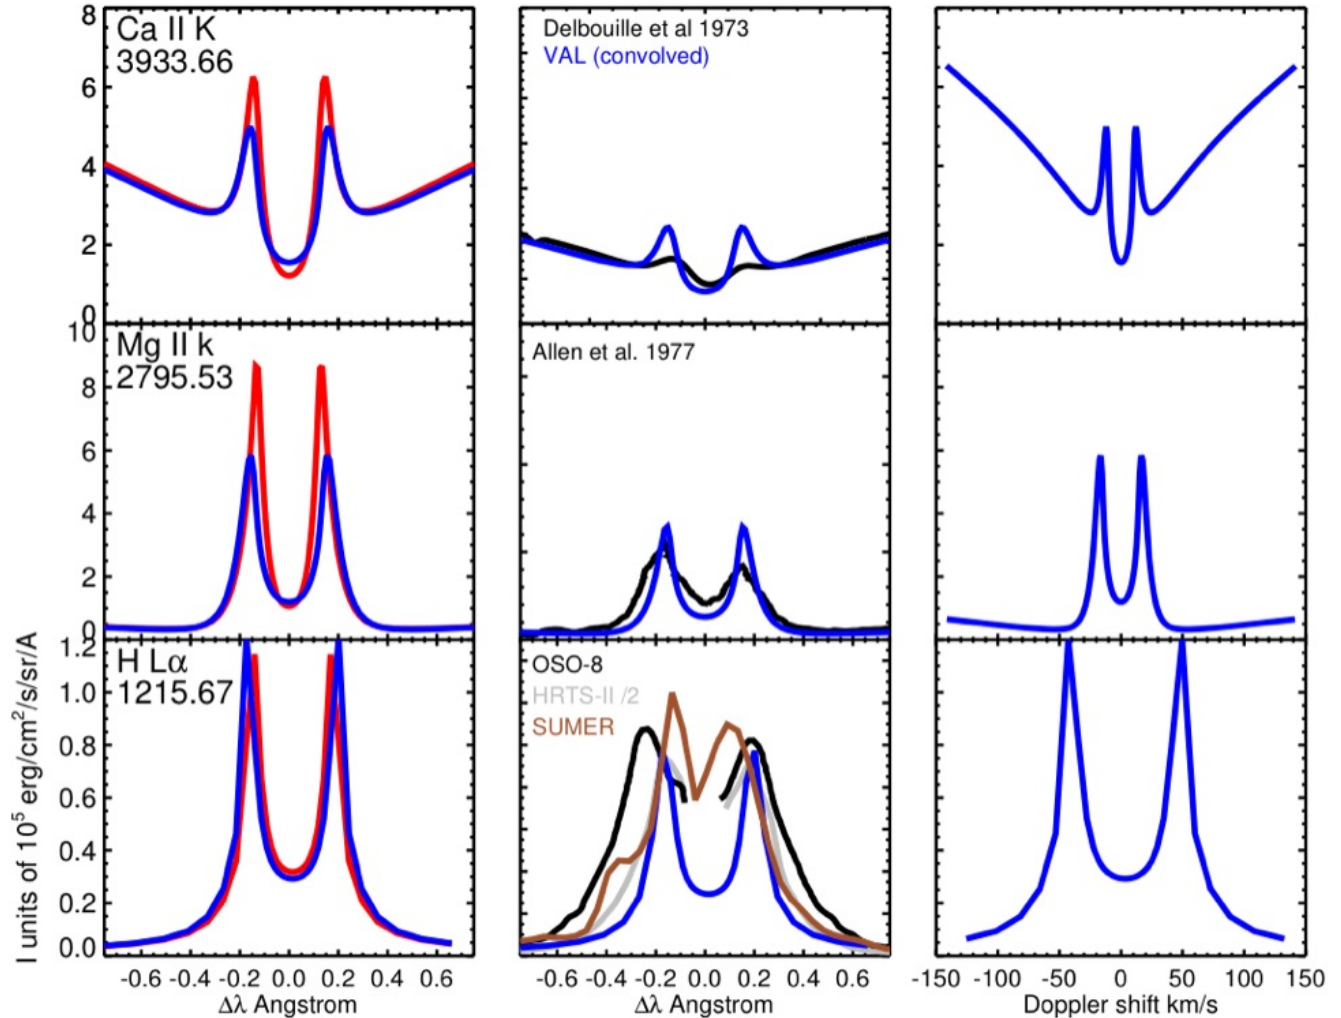 Ca II K
3933.66
8
6
4
2
0
Delbouille et al 1973
VAL (convolved)
Mg II k
2795.53
10
8
6
4
2
0
Allen et al. 1977
H Lα
1215.67
1.2
1.0
0.8
0.6
0.4
0.2
0.0
OSO-8
HRTS-II /2
SUMER
I units of 10⁵ erg/cm²/s/sr/A
-0.6 -0.4 -0.2 0.0 0.2 0.4 0.6
Δλ Angstrom
-0.6 -0.4 -0.2 0.0 0.2 0.4 0.6
Δλ Angstrom
-150 -100 -50 0 50 100 150
Doppler shift km/s